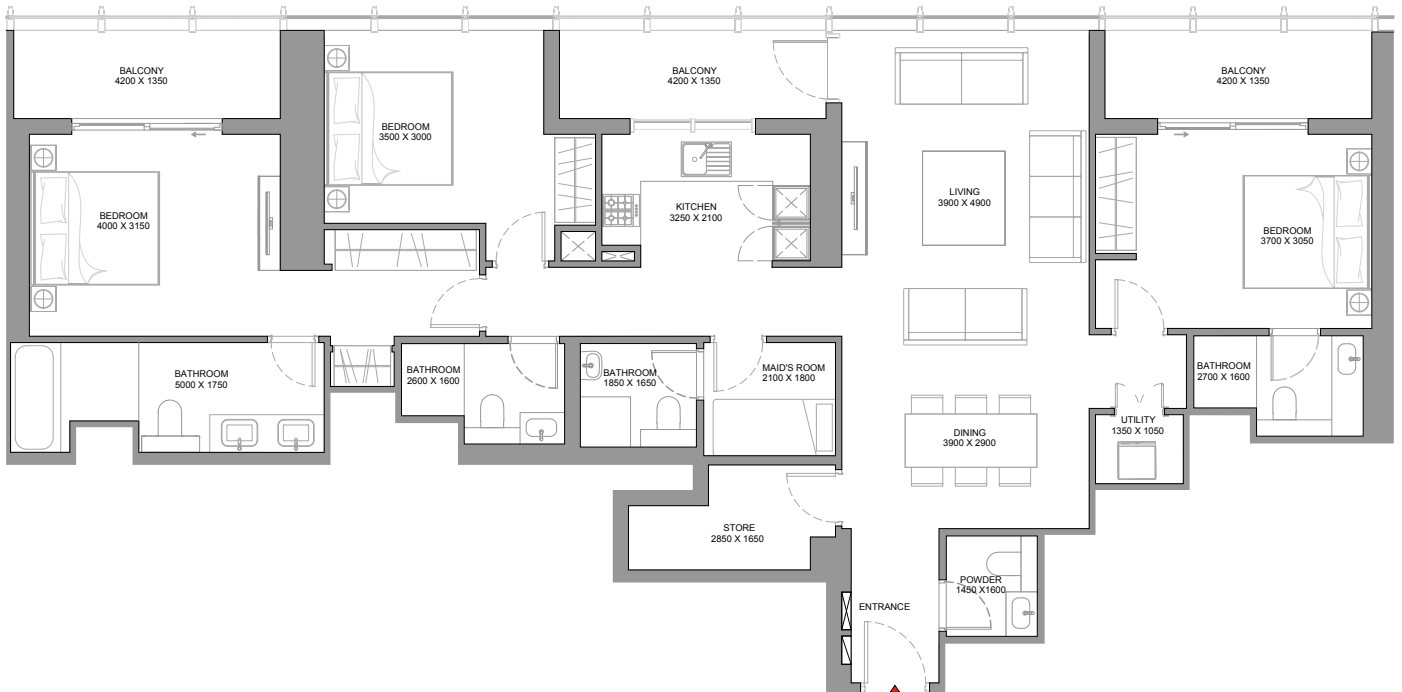 BALCONY
4200 X 1350
BALCONY
4200 X 1350
BALCONY
4200 X 1350
BEDROOM
3500 X 3000
BEDROOM
4000 X 3150
KITCHEN
3250 X 2100
LIVING
3900 X 4900
BEDROOM
3700 X 3050
BATHROOM
5000 X 1750
BATHROOM
2600 X 1600
BATHROOM
1850 X 1650
MAID'S ROOM
2100 X 1800
BATHROOM
2700 X 1600
DINING
3900 X 2900
UTILITY
1350 X 1050
STORE
2850 X 1650
POWDER
1450 X1600
ENTRANCE